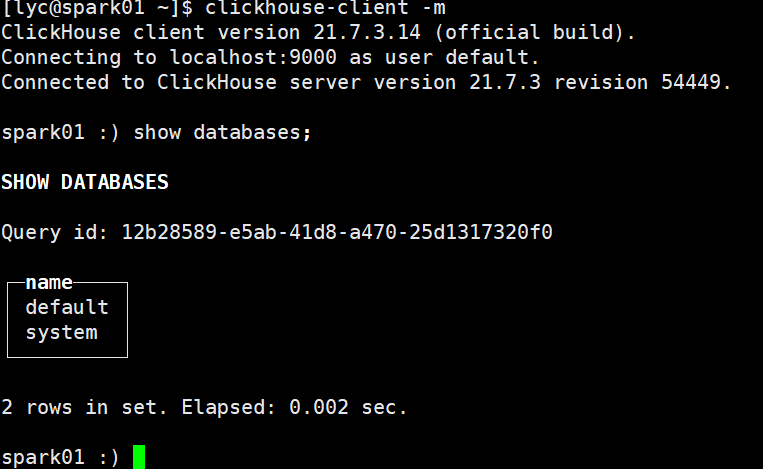 [lyc@spark01 ~]$ clickhouse-client -m
ClickHouse client version 21.7.3.14 (official build).
Connecting to localhost:9000 as user default.
Connected to ClickHouse server version 21.7.3 revision 54449.
spark01 :) show databases;
SHOW DATABASES
Query id: 12b28589-e5ab-41d8-a470-25d1317320f0
name
default
system
2 rows in set. Elapsed: 0.002 sec.
spark01 :)